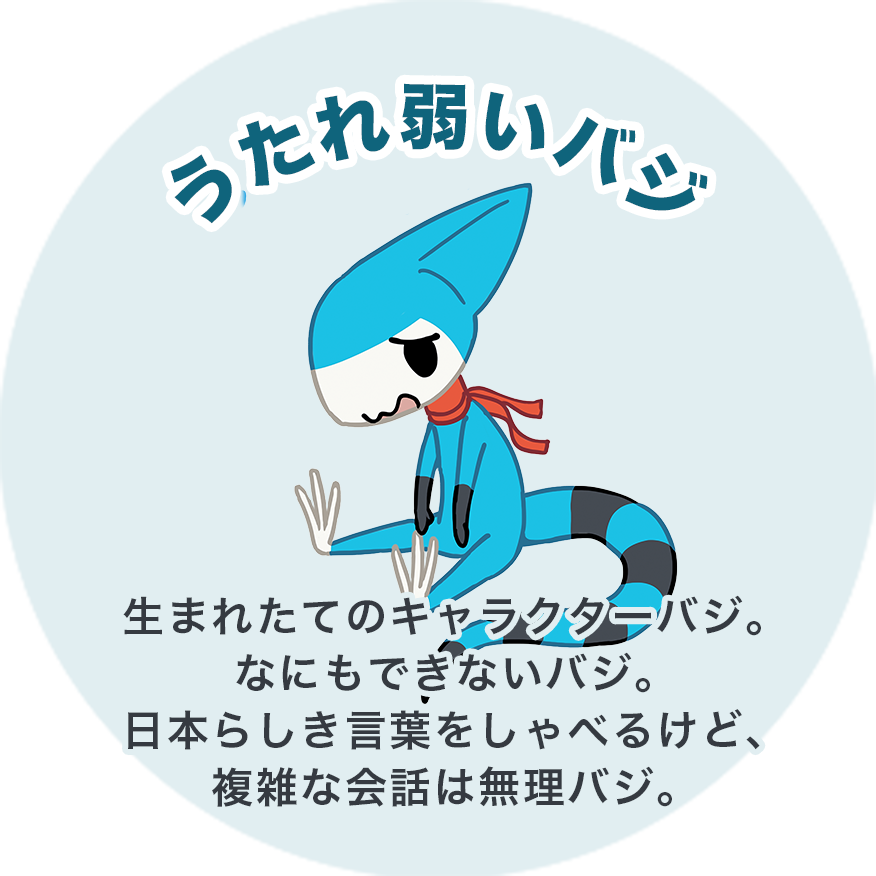 うたれ弱いバジ
生まれたてのキャラクターバジ。
なにもできないバジ。
日本らしき言葉をしゃべるけど、
複雑な会話は無理バジ。